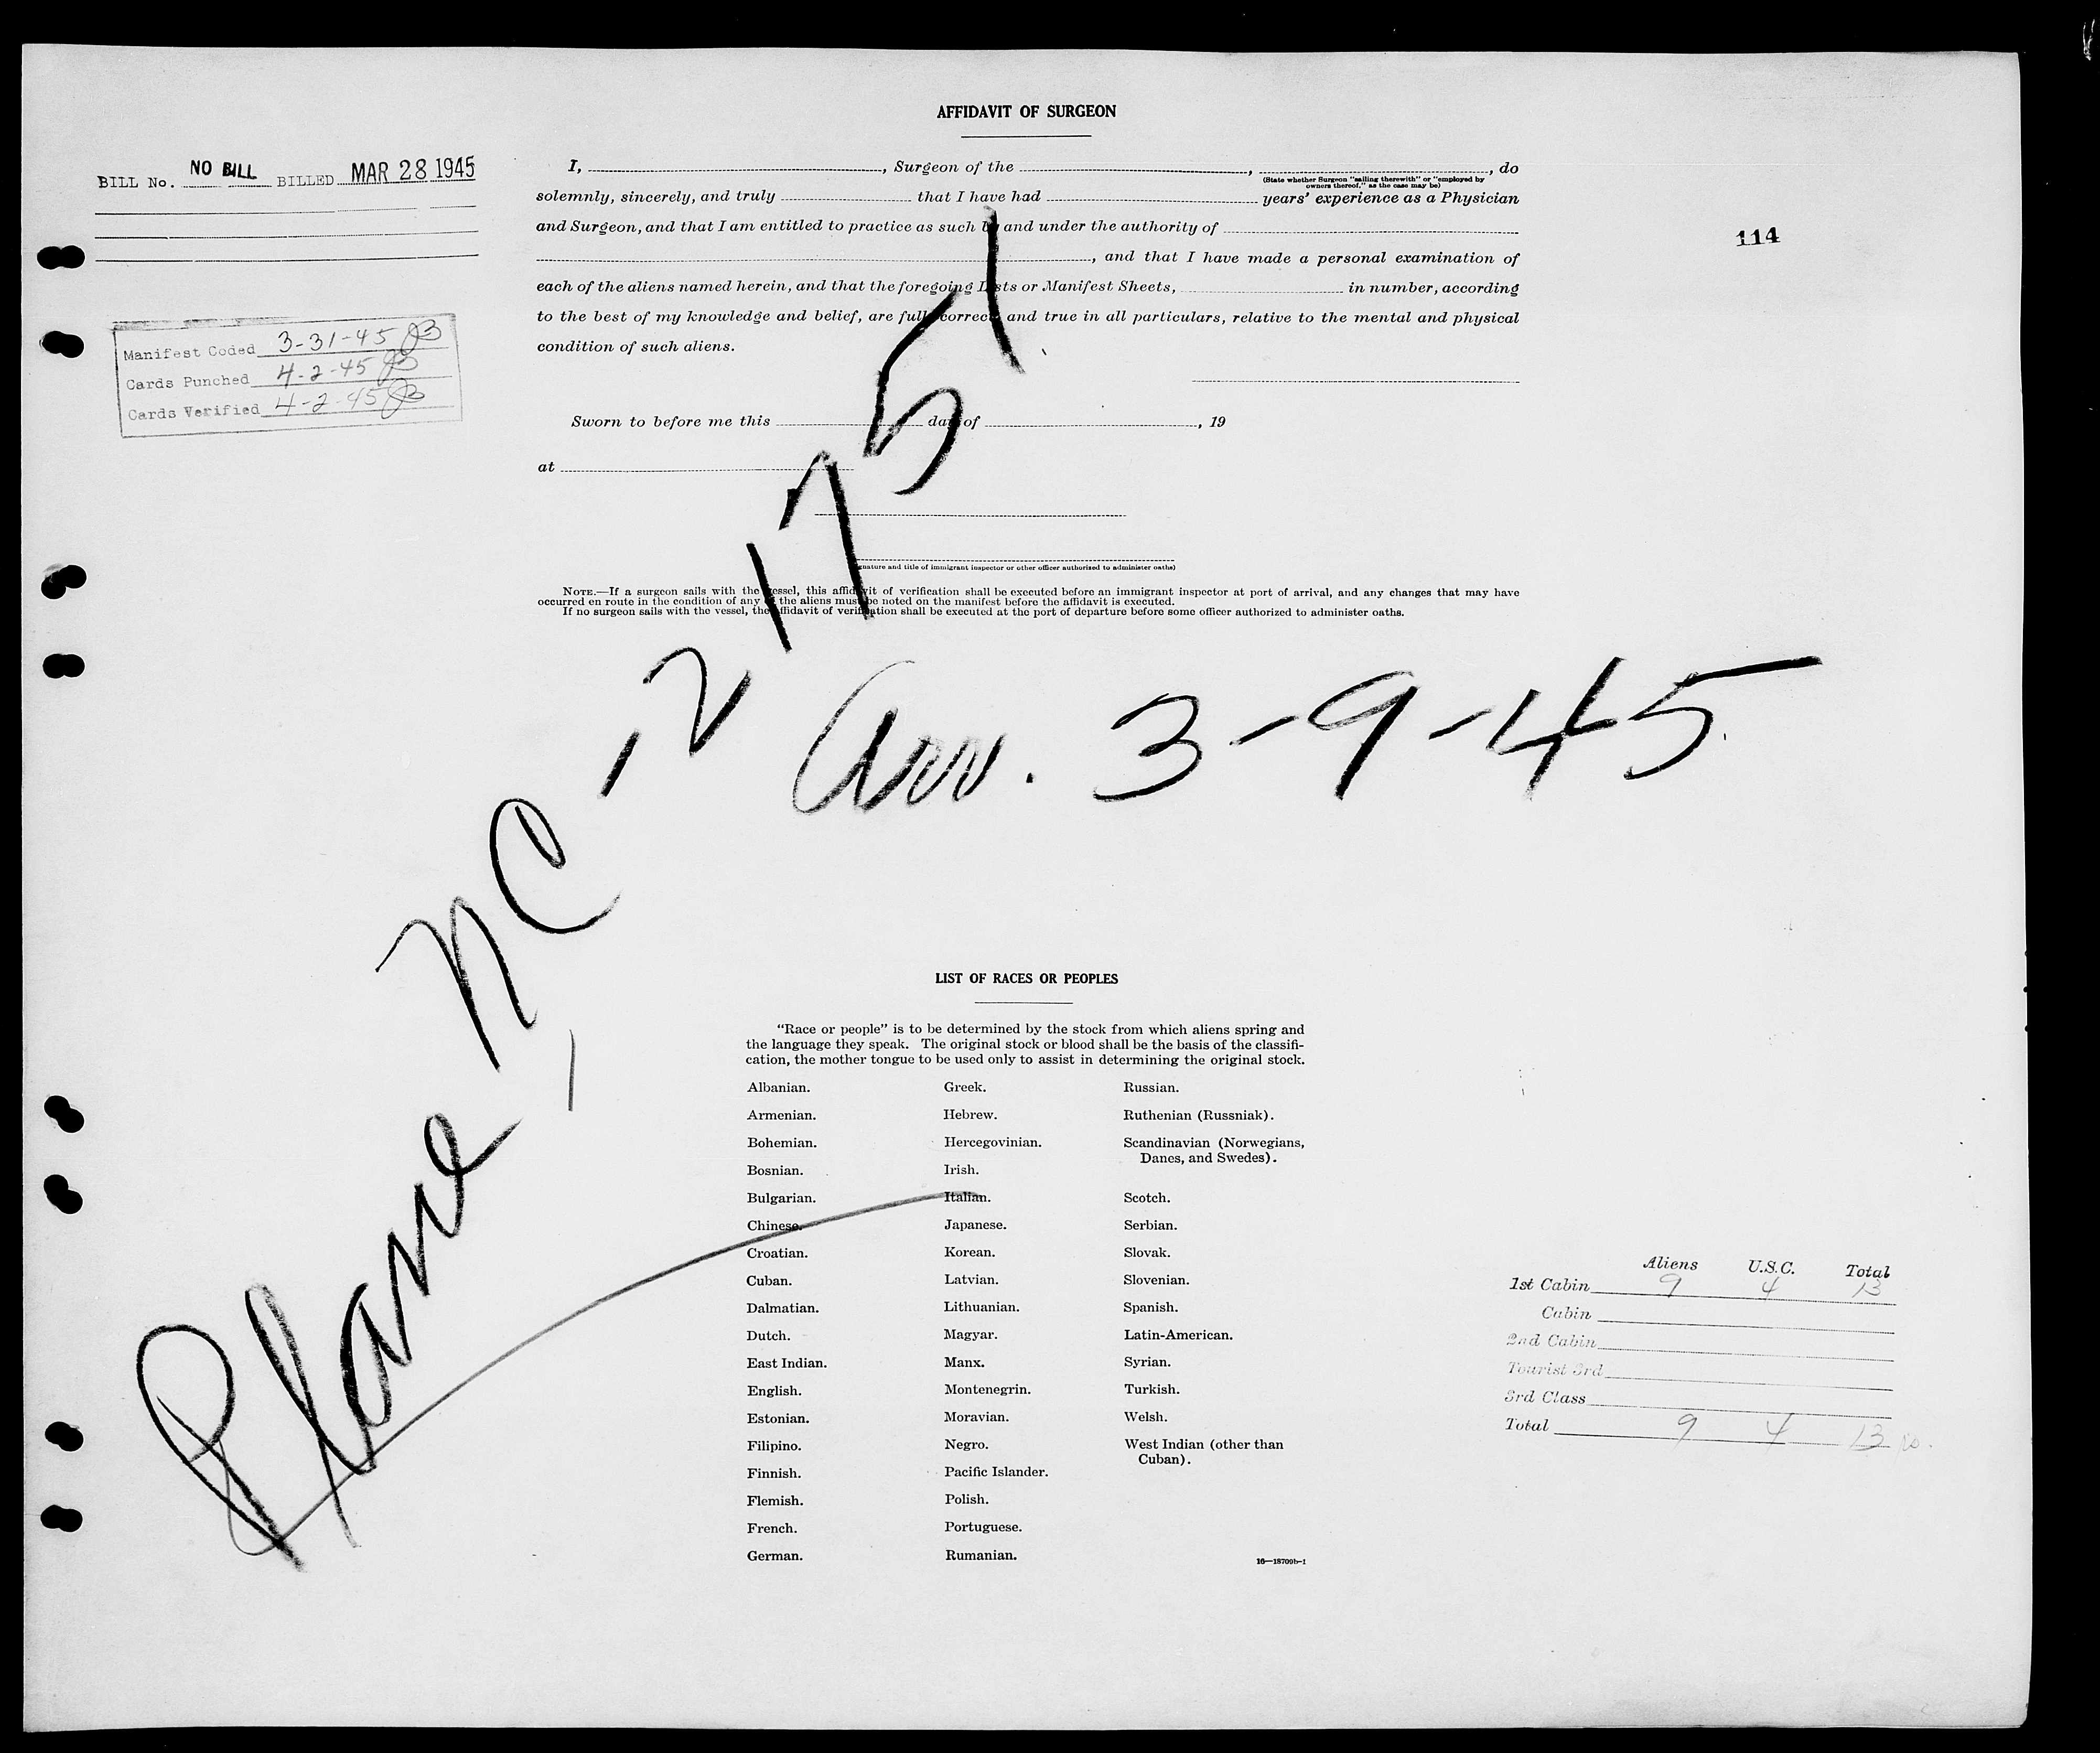 AFFIDAVIT OF SURGEON
BILL No. NO BILL BILLED MAR 28 1945
I, , Surgeon of the , , do
(State whether Surgeon "sailing therewith" or "employed by
owners thereof," as the case may be)
solemnly, sincerely, and truly that I have had years' experience as a Physician
and Surgeon, and that I am entitled to practice as such by and under the authority of
, and that I have made a personal examination of
each of the aliens named herein, and that the foregoing Lists or Manifest Sheets, in number, according
to the best of my knowledge and belief, are full, correct, and true in all particulars, relative to the mental and physical
condition of such aliens.
114
Manifest Coded 3-31-45 JB
Cards Punched 4-2-45 JB
Cards Verified 4-2-45 JB
Sworn to before me this day of , 19
at
(Signature and title of immigrant inspector or other officer authorized to administer oaths)
NOTE.—If a surgeon sails with the vessel, this affidavit of verification shall be executed before an immigrant inspector at port of arrival, and any changes that may have
occurred en route in the condition of any of the aliens must be noted on the manifest before the affidavit is executed.
If no surgeon sails with the vessel, the affidavit of verification shall be executed at the port of departure before some officer authorized to administer oaths.
Plane, NC-21751
Arr. 3-9-45
LIST OF RACES OR PEOPLES
"Race or people" is to be determined by the stock from which aliens spring and
the language they speak. The original stock or blood shall be the basis of the classifi-
cation, the mother tongue to be used only to assist in determining the original stock.
Albanian.
Armenian.
Bohemian.
Bosnian.
Bulgarian.
Chinese.
Croatian.
Cuban.
Dalmatian.
Dutch.
East Indian.
English.
Estonian.
Filipino.
Finnish.
Flemish.
French.
German.
Greek.
Hebrew.
Hercegovinian.
Irish.
Italian.
Japanese.
Korean.
Latvian.
Lithuanian.
Magyar.
Manx.
Montenegrin.
Moravian.
Negro.
Pacific Islander.
Polish.
Portuguese.
Rumanian.
Russian.
Ruthenian (Russniak).
Scandinavian (Norwegians,
Danes, and Swedes).
Scotch.
Serbian.
Slovak.
Slovenian.
Spanish.
Latin-American.
Syrian.
Turkish.
Welsh.
West Indian (other than
Cuban).
16—18709b-1
Aliens U.S.C. Total
1st Cabin 9 4 13
Cabin
2nd Cabin
Tourist 3rd
3rd Class
Total 9 4 13